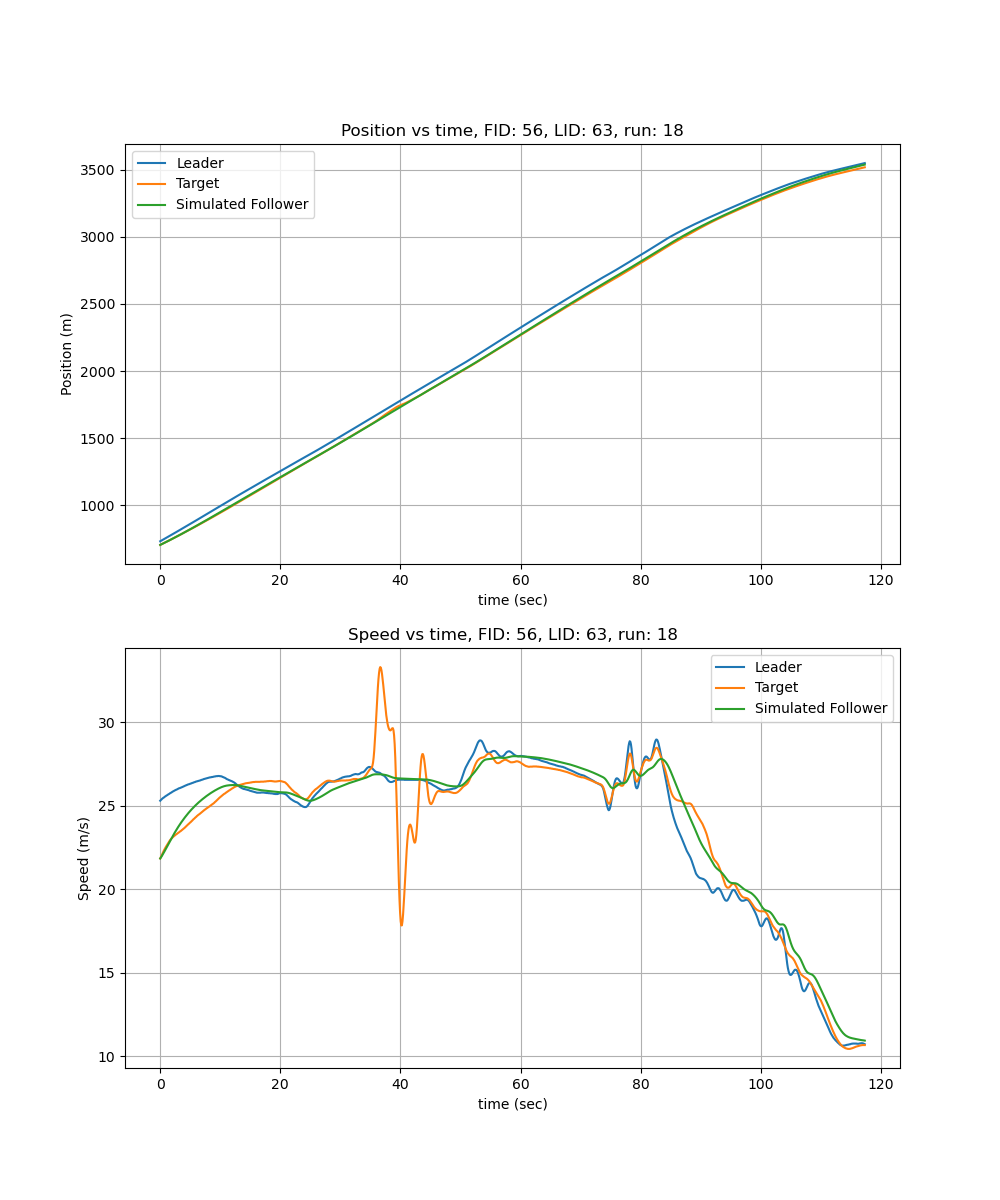 Position vs time, FID: 56, LID: 63, run: 18
Leader
Target
Simulated Follower
3500
3000
2500
2000
1500
1000
Position (m)
0 20 40 60 80 100 120
time (sec)
Speed vs time, FID: 56, LID: 63, run: 18
Leader
Target
Simulated Follower
30
25
20
15
10
Speed (m/s)
0 20 40 60 80 100 120
time (sec)